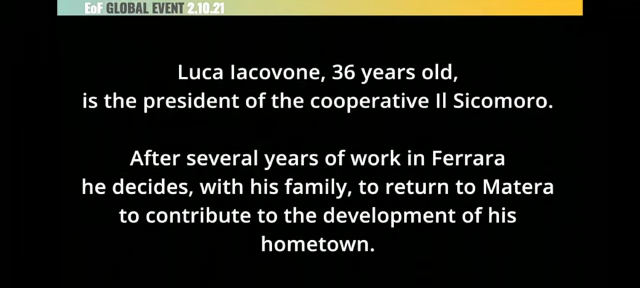 EoF GLOBAL EVENT 2.10.21
Luca Iacovone, 36 years old,
is the president of the cooperative Il Sicomoro.
After several years of work in Ferrara
he decides, with his family, to return to Matera
to contribute to the development of his
hometown.